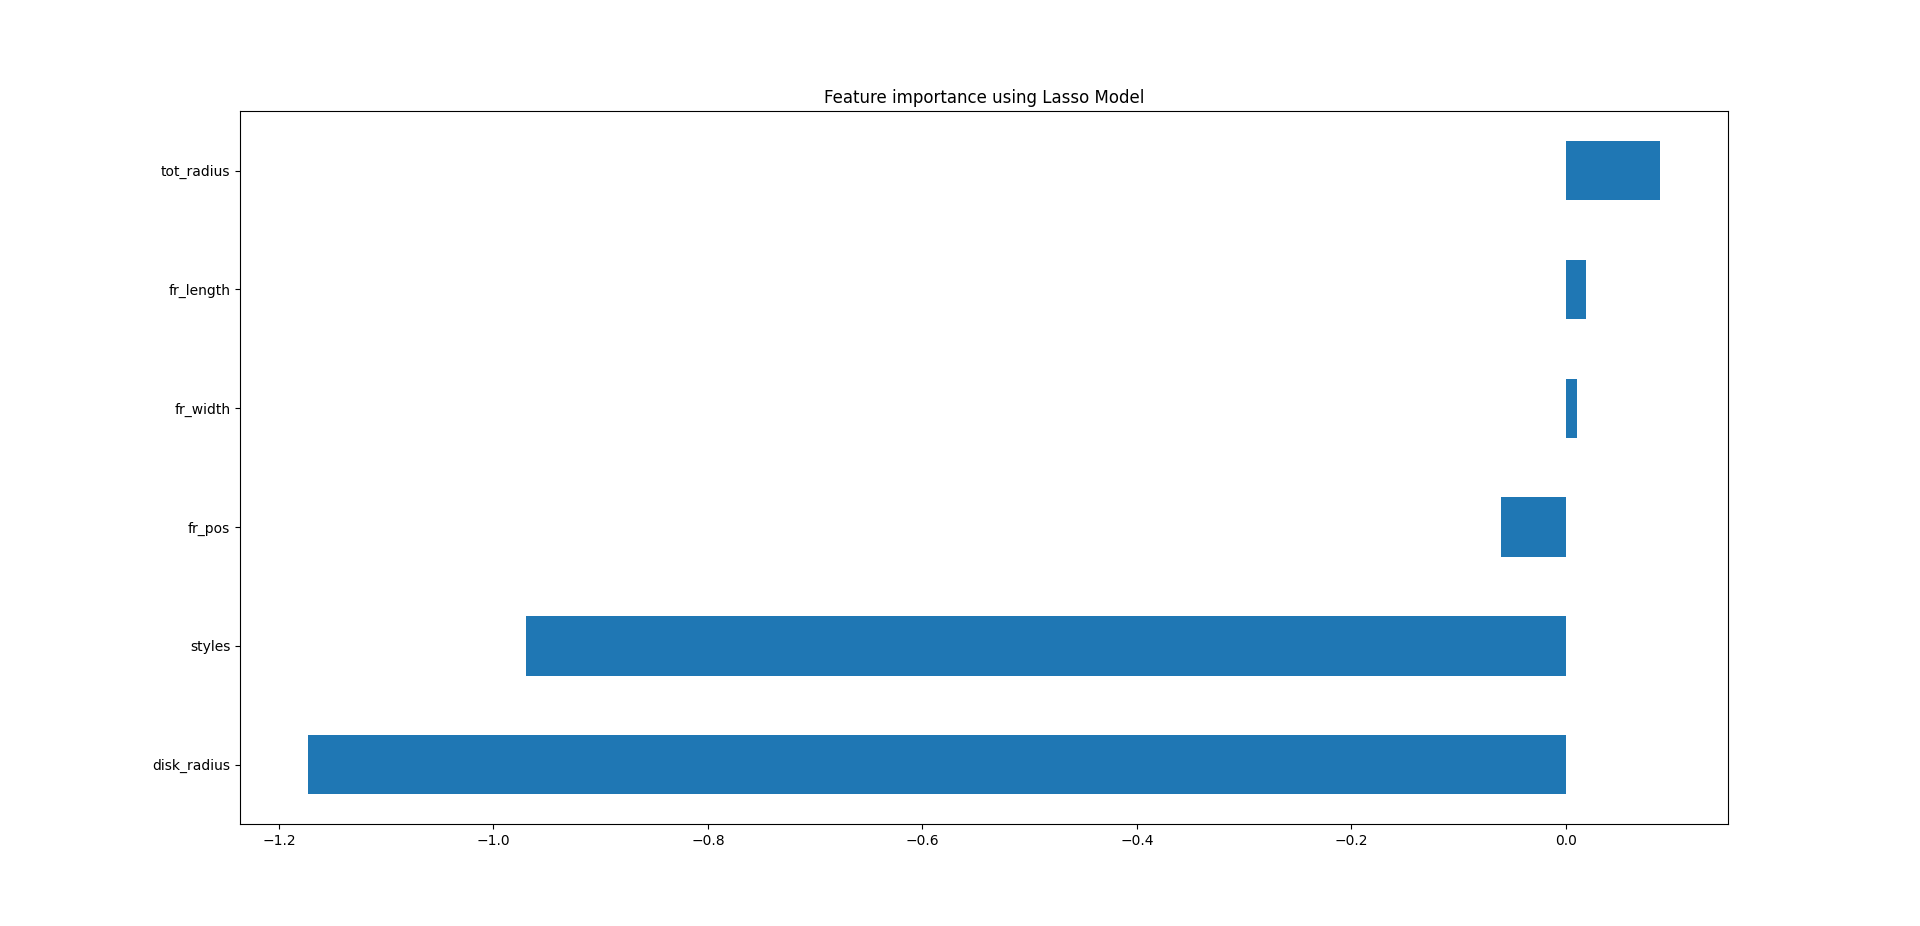 Feature importance using Lasso Model
tot_radius
fr_length
fr_width
fr_pos
styles
disk_radius
−1.2 −1.0 −0.8 −0.6 −0.4 −0.2 0.0